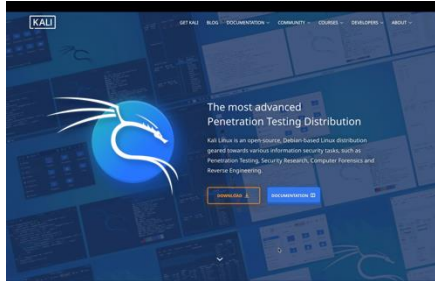 KALI
GET KALI BLOG DOCUMENTATION COMMUNITY COURSES DEVELOPERS ABOUT
The most advanced
Penetration Testing Distribution
Kali Linux is an open-source, Debian-based Linux distribution
geared towards various information security tasks, such as
Penetration Testing, Security Research, Computer Forensics and
Reverse Engineering.
DOWNLOAD DOCUMENTATION